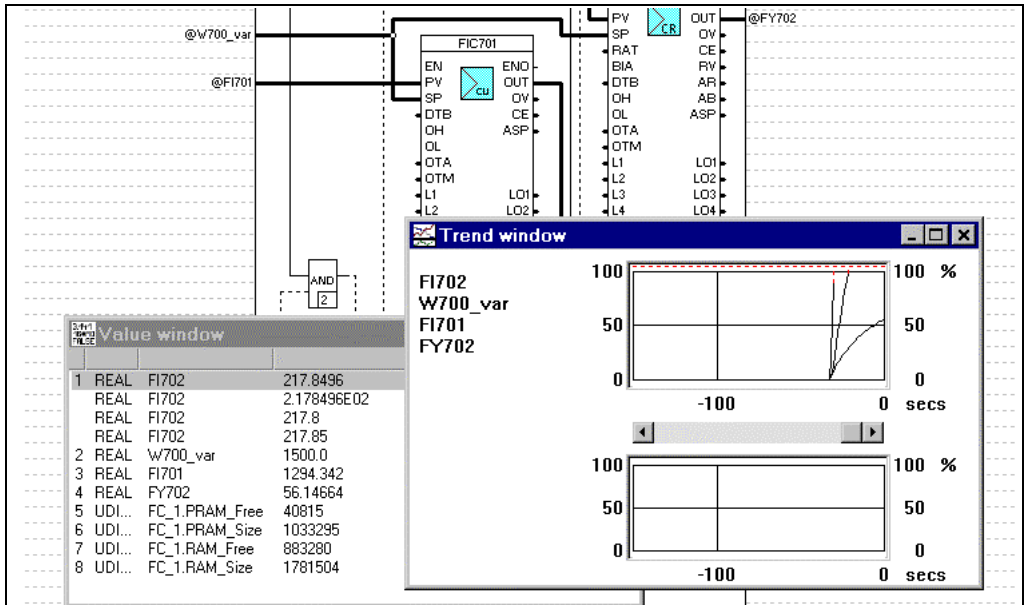 @W700_var
@FI701
FIC701
EN ENO
PV OUT
SP OV
DTB CE
OH ASP
OL
OTA
OTM
L1 LO1
L2 LO2
CU
PV OUT
SP OV
RAT CE
BIA RV
DTB AR
OH AB
OL ASP
OTA
OTM
L1 LO1
L2 LO2
L3 LO3
L4 LO4
CR
@FY702
AND
2
Value window
1 REAL FI702 217.8496
REAL FI702 2.178496E02
REAL FI702 217.8
REAL FI702 217.85
2 REAL W700_var 1500.0
3 REAL FI701 1294.342
4 REAL FY702 56.14664
5 UDI... FC_1.PRAM_Free 40815
6 UDI... FC_1.PRAM_Size 1033295
7 UDI... FC_1.RAM_Free 883280
8 UDI... FC_1.RAM_Size 1781504
Trend window
FI702
W700_var
FI701
FY702
100 100 %
50 50
0 0
-100 0 secs
100 100 %
50 50
0 0
-100 0 secs